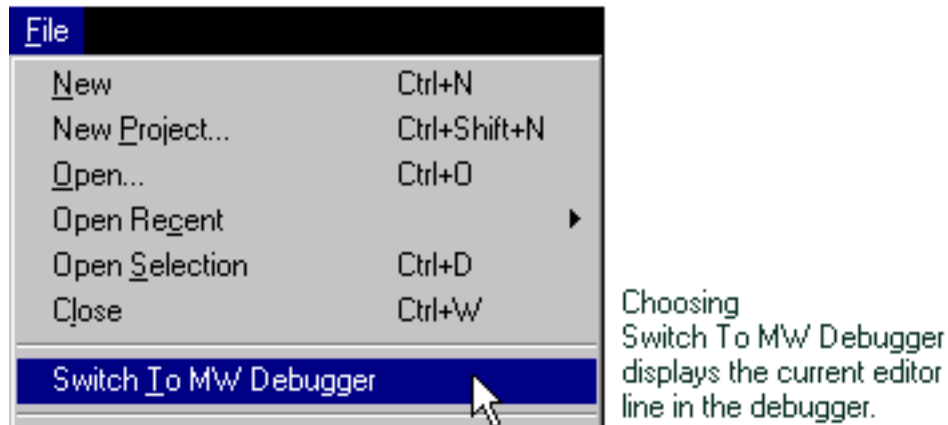 File
New Ctrl+N
New Project... Ctrl+Shift+N
Open... Ctrl+O
Open Recent
Open Selection Ctrl+D
Close Ctrl+W
Switch To MW Debugger
Choosing
Switch To MW Debugger
displays the current editor
line in the debugger.